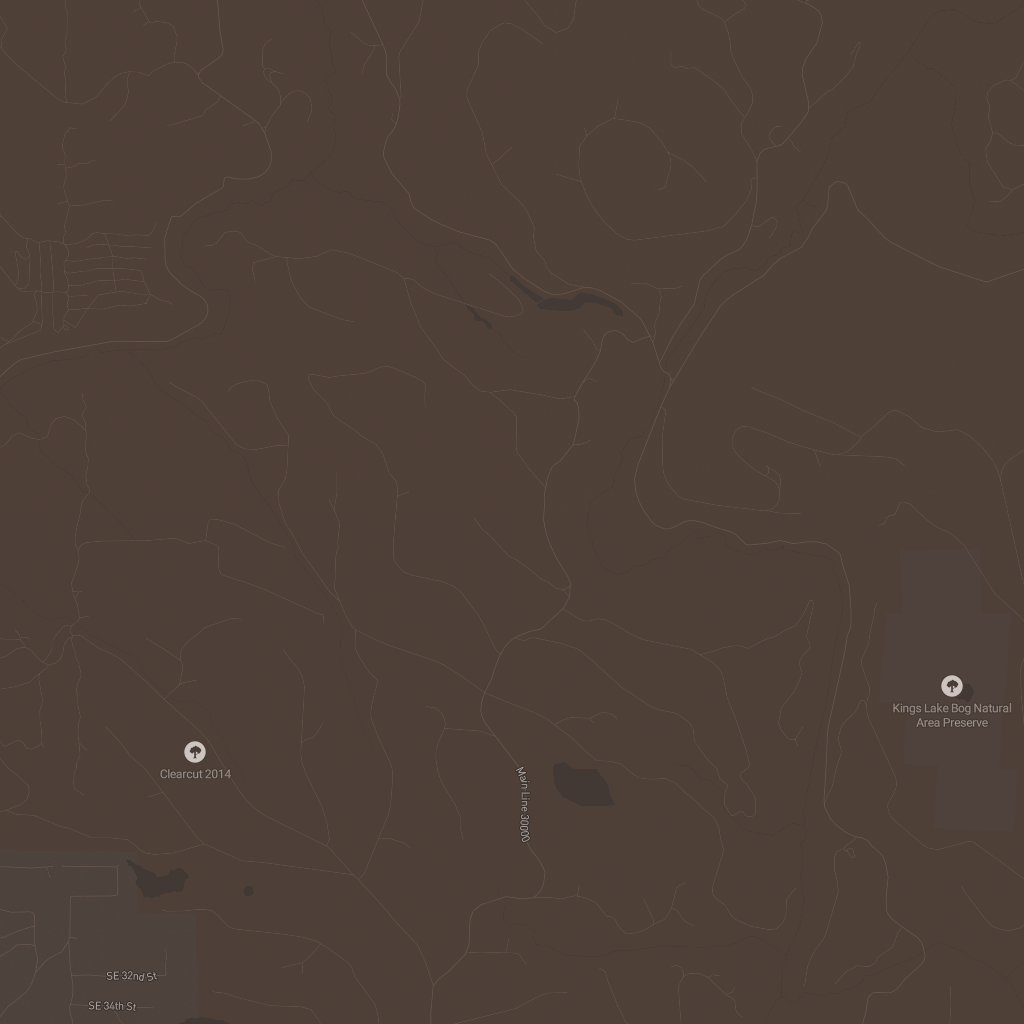 Kings Lake Bog Natural
Area Preserve
Clearcut 2014
Main Line 30000
SE 32nd St
SE 34th St